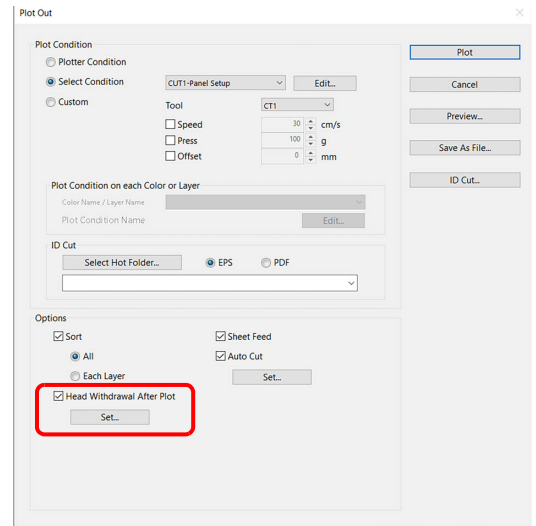 Plot Out
Plot Condition
Plotter Condition
Select Condition
CUT1-Panel Setup
Edit...
Custom
Tool
CT1
Speed
30
cm/s
Press
100
g
Offset
0
mm
Plot Condition on each Color or Layer
Color Name / Layer Name
Plot Condition Name
Edit...
ID Cut
Select Hot Folder...
EPS
PDF
Options
Sort
Sheet Feed
All
Auto Cut
Each Layer
Set...
Head Withdrawal After Plot
Set...
Plot
Cancel
Preview...
Save As File...
ID Cut...